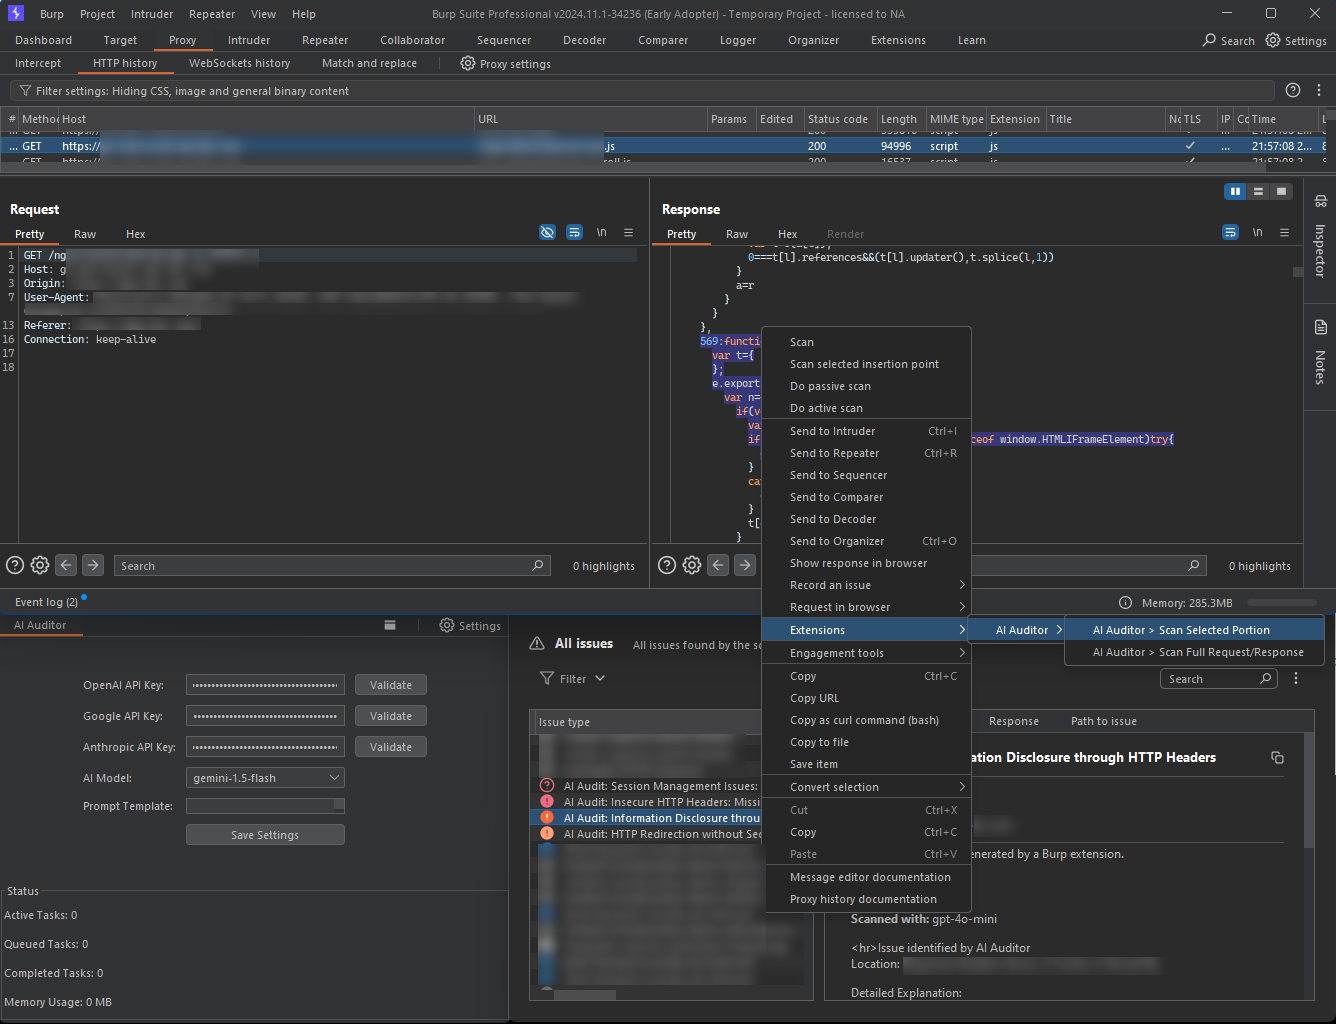 Burp Project Intruder Repeater View Help Burp Suite Professional v2024.11.1-34236 (Early Adopter) - Temporary Project - licensed to NA
Dashboard Target Proxy Intruder Repeater Collaborator Sequencer Decoder Comparer Logger Organizer Extensions Learn Search Settings
Intercept HTTP history WebSockets history Match and replace Proxy settings
Filter settings: Hiding CSS, image and general binary content
# Host URL Params Edited Status code Length MIME type Extension Title TLS IP Time
... GET https:// .js 200 94996 script js ... 21:57:08 2...
Request
Pretty Raw Hex \n
1 GET /ng
2 Host: g
3 Origin:
7 User-Agent:
13 Referer:
16 Connection: keep-alive
17
18
Search 0 highlights
Response
Pretty Raw Hex Render \n
0===t[l].references&&(t[l].updater(),t.splice(l,1))
}
a=r
}
}
},
569:functi
var t={
};
e.export
var n=
if(v
va
if ceof window.HTMLIFrameElement)try{
}
ca
}
t[
}
Search 0 highlights
Inspector
Notes
Event log (2) Memory: 285.3MB
Scan
Scan selected insertion point
Do passive scan
Do active scan
Send to Intruder Ctrl+I
Send to Repeater Ctrl+R
Send to Sequencer
Send to Comparer
Send to Decoder
Send to Organizer Ctrl+O
Show response in browser
Record an issue
Request in browser
Extensions
Engagement tools
Copy Ctrl+C
Copy URL
Copy as curl command (bash)
Copy to file
Save item
Convert selection
Cut Ctrl+X
Copy Ctrl+C
Paste Ctrl+V
Message editor documentation
Proxy history documentation
AI Auditor
AI Auditor > Scan Selected Portion
AI Auditor > Scan Full Request/Response
AI Auditor Settings
OpenAI API Key: Validate
Google API Key: Validate
Anthropic API Key: Validate
AI Model: gemini-1.5-flash
Prompt Template:
Save Settings
Status
Active Tasks: 0
Queued Tasks: 0
Completed Tasks: 0
Memory Usage: 0 MB
All issues All issues found by the sc
Filter Search
Issue type
AI Audit: Session Management Issues:
AI Audit: Insecure HTTP Headers: Missi
AI Audit: Information Disclosure throu
AI Audit: HTTP Redirection without Sec
Response Path to issue
ation Disclosure through HTTP Headers
enerated by a Burp extension.
Scanned with: gpt-4o-mini
<hr>Issue identified by AI Auditor
Location:
Detailed Explanation: